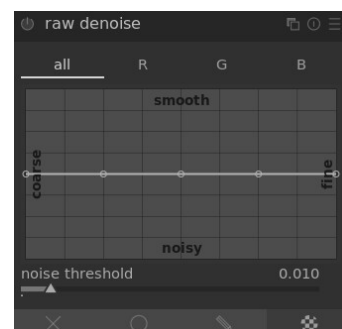 raw denoise
all R G B
smooth
coarse
fine
noisy
noise threshold 0.010